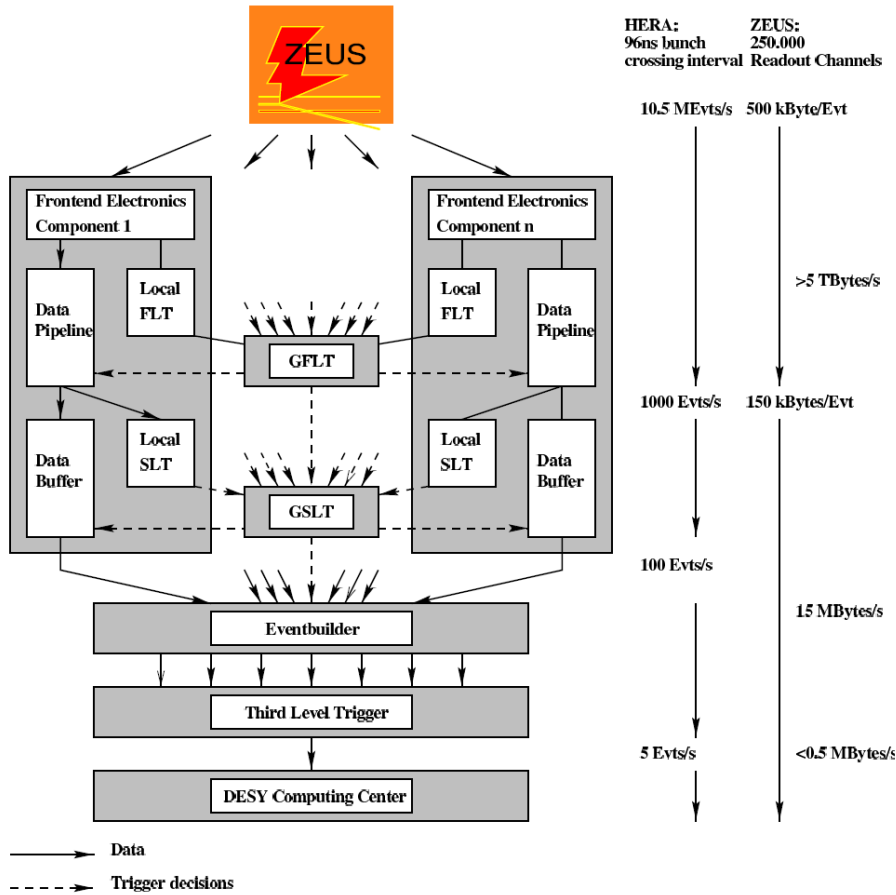 ZEUS
HERA:
96ns bunch
crossing interval
ZEUS:
250.000
Readout Channels
10.5 MEvts/s
500 kByte/Evt
Frontend Electronics
Component 1
Frontend Electronics
Component n
Data
Pipeline
Local
FLT
Local
FLT
Data
Pipeline
>5 TBytes/s
GFLT
1000 Evts/s
150 kBytes/Evt
Data
Buffer
Local
SLT
Local
SLT
Data
Buffer
GSLT
100 Evts/s
Eventbuilder
15 MBytes/s
Third Level Trigger
5 Evts/s
<0.5 MBytes/s
DESY Computing Center
Data
Trigger decisions